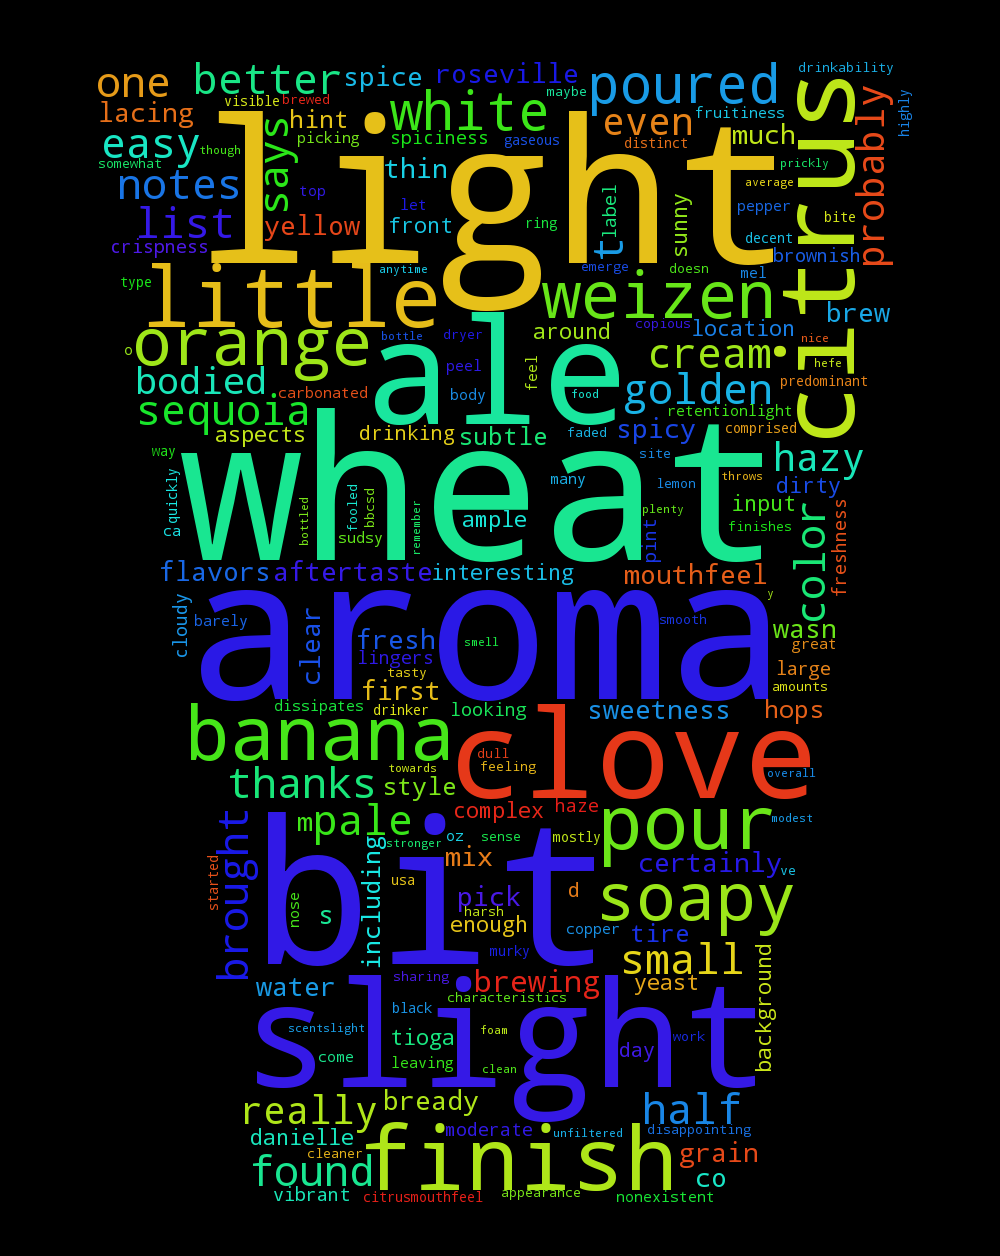 drinkability
one
better
spice
roseville
poured
maybe
visible
brewed
white
citrus
probably
highly
lacing
hint
light
fruitiness
even
much
easy
says
picking
spiciness
gaseous
distinct
though
somewhat
thin
prickly
notes
top
average
let
label
sunny
pepper
list
yellow
front
ring
t
bite
decent
crispness
brownish
anytime
emerge
doesn
mel
type
little
weizen
brew
copious
location
around
orange
bottle
ale
dryer
nice
o
cream
hefe
peel
feel
bodied
carbonated
body
food
golden
predominant
sequoia
retentionlight
aspects
drinking
subtle
faded
spicy
comprised
way
wheat
site
hazy
throws
quickly
many
lemon
dirty
bottled
fooled
bbcsd
ample
plenty
input
color
freshness
ca
sudsy
remember
pint
finishes
flavors
aftertaste
interesting
mouthfeel
aroma
y
cloudy
barely
clear
fresh
smell
smooth
wasn
lingers
great
tasty
large
first
amounts
dissipates
drinker
looking
sweetness
hops
banana
clove
dull
towards
feeling
overall
thanks
style
complex
haze
m
pale
pour
modest
brought
bit
including
stronger
oz
sense
mostly
mix
certainly
ve
started
usa
pick
d
soapy
nose
s
harsh
enough
copper
tire
murky
small
background
water
sharing
brewing
yeast
characteristics
slight
black
scentslight
tioga
foam
work
come
leaving
clean
day
really
bready
half
danielle
moderate
unfiltered
disappointing
cleaner
finish
grain
found
co
vibrant
citrusmouthfeel
appearance
nonexistent